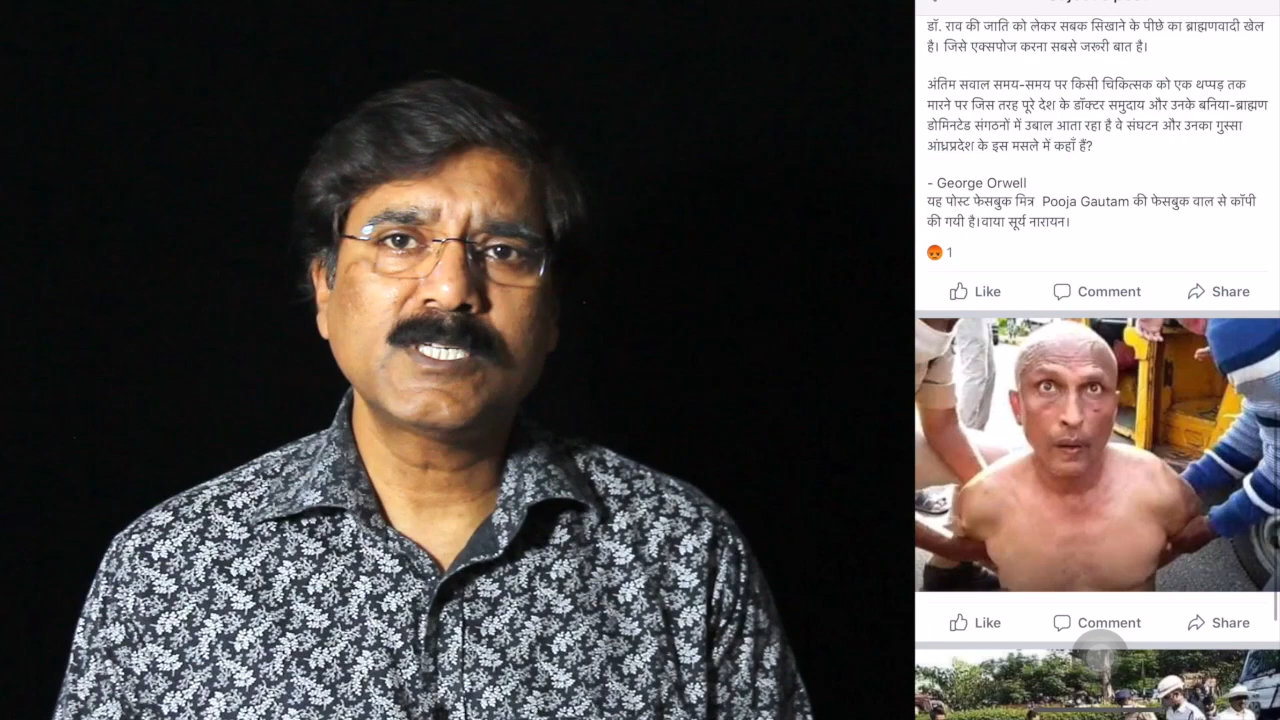 डॉ. राव की जाति को लेकर सबक सिखाने के पीछे का ब्राह्मणवादी खेल
है। जिसे एक्सपोज करना सबसे जरूरी बात है।
अंतिम सवाल समय-समय पर किसी चिकित्सक को एक थप्पड़ तक
मारने पर जिस तरह पूरे देश के डॉक्टर समुदाय और उनके बनिया-ब्राह्मण
डोमिनटेड संगठनों में उबाल आता रहा है वे संघटन और उनका गुस्सा
आंध्रप्रदेश के इस मसले में कहाँ हैं?
- George Orwell
यह पोस्ट फेसबुक मित्र Pooja Gautam की फेसबुक वाल से कॉपी
की गयी है।वाया सूर्य नारायन।
1
Like Comment Share
Like Comment Share